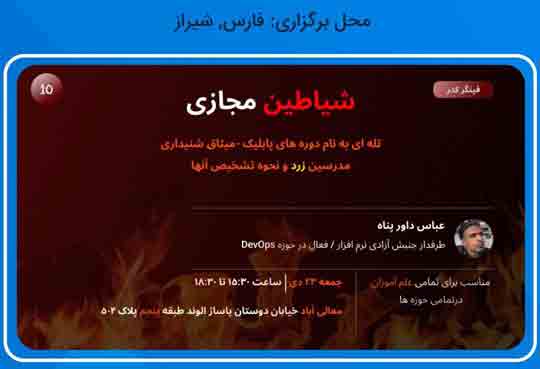 محل برگزاری: فارس, شیراز
10
فینگر کدر
شیاطین مجازی
تله ای به نام دوره های پابلیک -میثاق شنیداری
مدرسین زرد و نحوه تشخیص آنها
عباس داور پناه
طرفدار جنبش آزادی نرم افزار / فعال در حوزه DevOps
مناسب برای تمامی علم آموزان
درتمامی حوزه ها
جمعه ۲۳ دی ساعت ۱۵:۳۰ تا ۱۸:۳۰
معالی آباد خیابان دوستان پاساژ الوند طبقه پنجم پلاک ۵۰۲